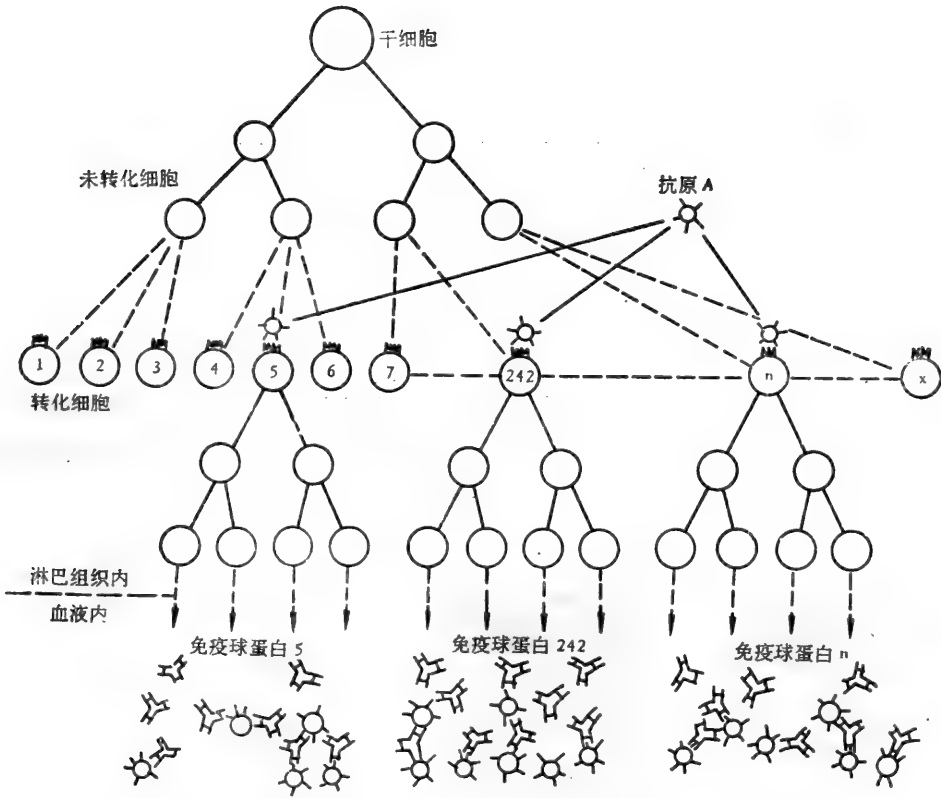 干细胞
未转化细胞
抗原 A
1 2 3 4 5 6 7 242 n x
转化细胞
淋巴组织内
血液内
免疫球蛋白 5
免疫球蛋白 242
免疫球蛋白 n